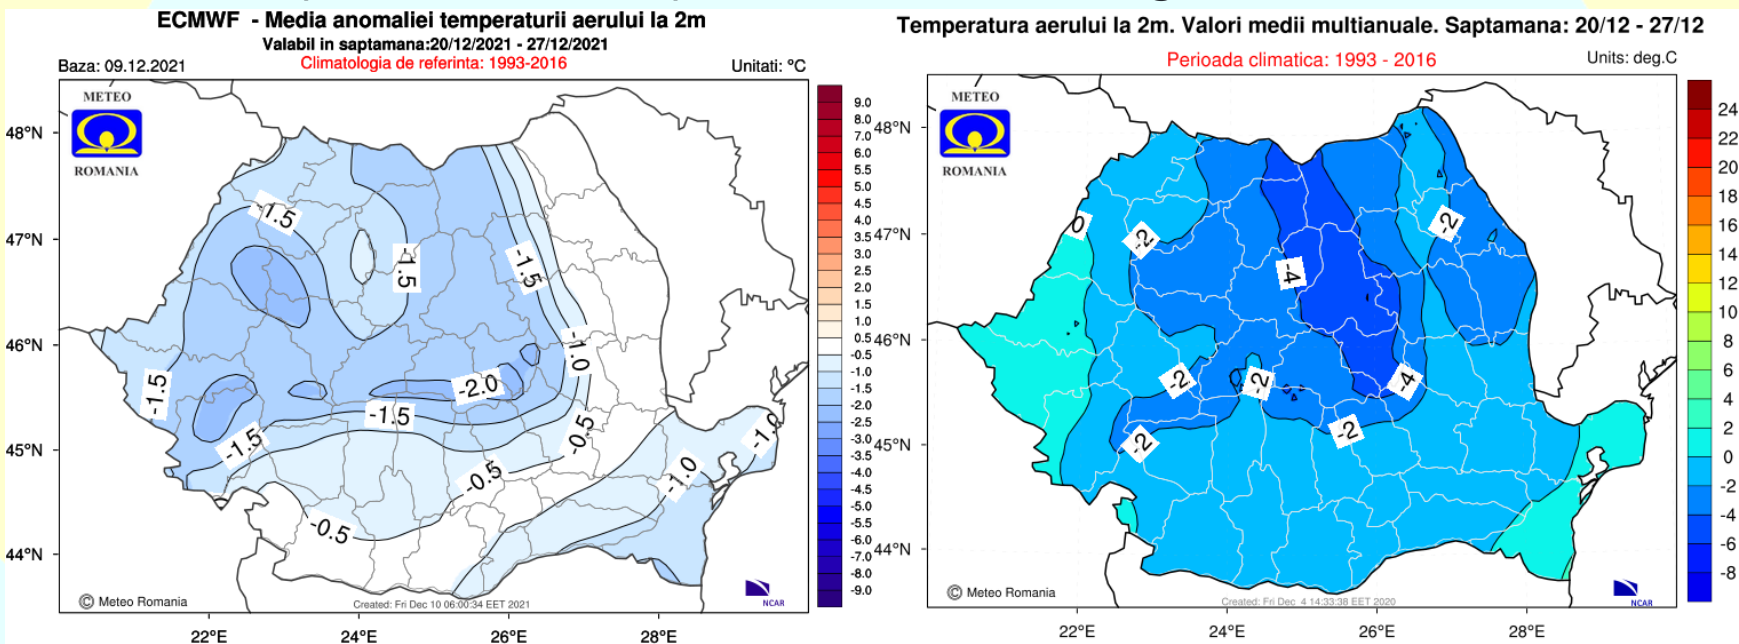 ECMWF - Media anomaliei temperaturii aerului la 2m
Valabil in saptamana:20/12/2021 - 27/12/2021
Baza: 09.12.2021
Climatologia de referinta: 1993-2016
Unitati: ºC
METEO
ROMANIA
48°N
47°N
46°N
45°N
44°N
22°E
24°E
26°E
28°E
-1.5
-1.5
-1.5
-1.0
-2.0
-1.5
-1.5
-1.5
-0.5
-0.5
-1.0
-1.0
-0.5
© Meteo Romania
Created: Fri Dec 10 06:00:34 EET 2021
NCAR
9.0
8.0
7.0
6.0
5.5
5.0
4.5
4.0
3.5
3.0
2.5
2.0
1.5
1.0
0.5
-0.5
-1.0
-1.5
-2.0
-2.5
-3.0
-3.5
-4.0
-4.5
-5.0
-5.5
-6.0
-7.0
-8.0
-9.0
Temperatura aerului la 2m. Valori medii multianuale. Saptamana: 20/12 - 27/12
Perioada climatica: 1993 - 2016
Units: deg.C
METEO
ROMANIA
48°N
47°N
46°N
45°N
44°N
22°E
24°E
26°E
28°E
0
-2
-2
-4
-2
-2
-4
-2
-2
© Meteo Romania
Created: Fri Dec 4 14:33:38 EET 2020
NCAR
24
22
20
18
16
14
12
10
8
6
4
2
0
-2
-4
-6
-8